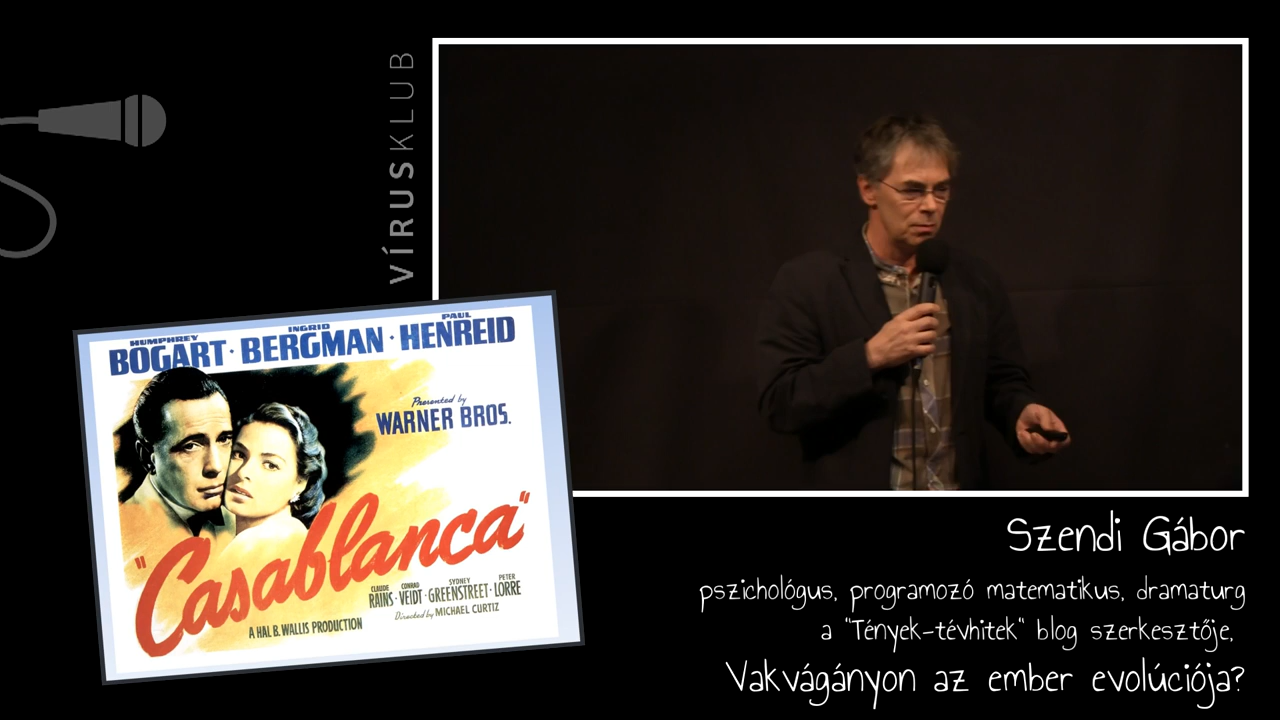 VÍRUSKLUB
HUMPHREY INGRID PAUL
BOGART · BERGMAN · HENREID
Presented by
WARNER BROS.
"Casablanca"
CLAUDE CONRAD SYDNEY PETER
RAINS · VEIDT · GREENSTREET · LORRE
Directed by MICHAEL CURTIZ
A HAL B. WALLIS PRODUCTION
Szendi Gábor
pszichológus, programozó matematikus, dramaturg
a "Tények-tévhitek" blog szerkesztője,
Vakvágányon az ember evolúciója?